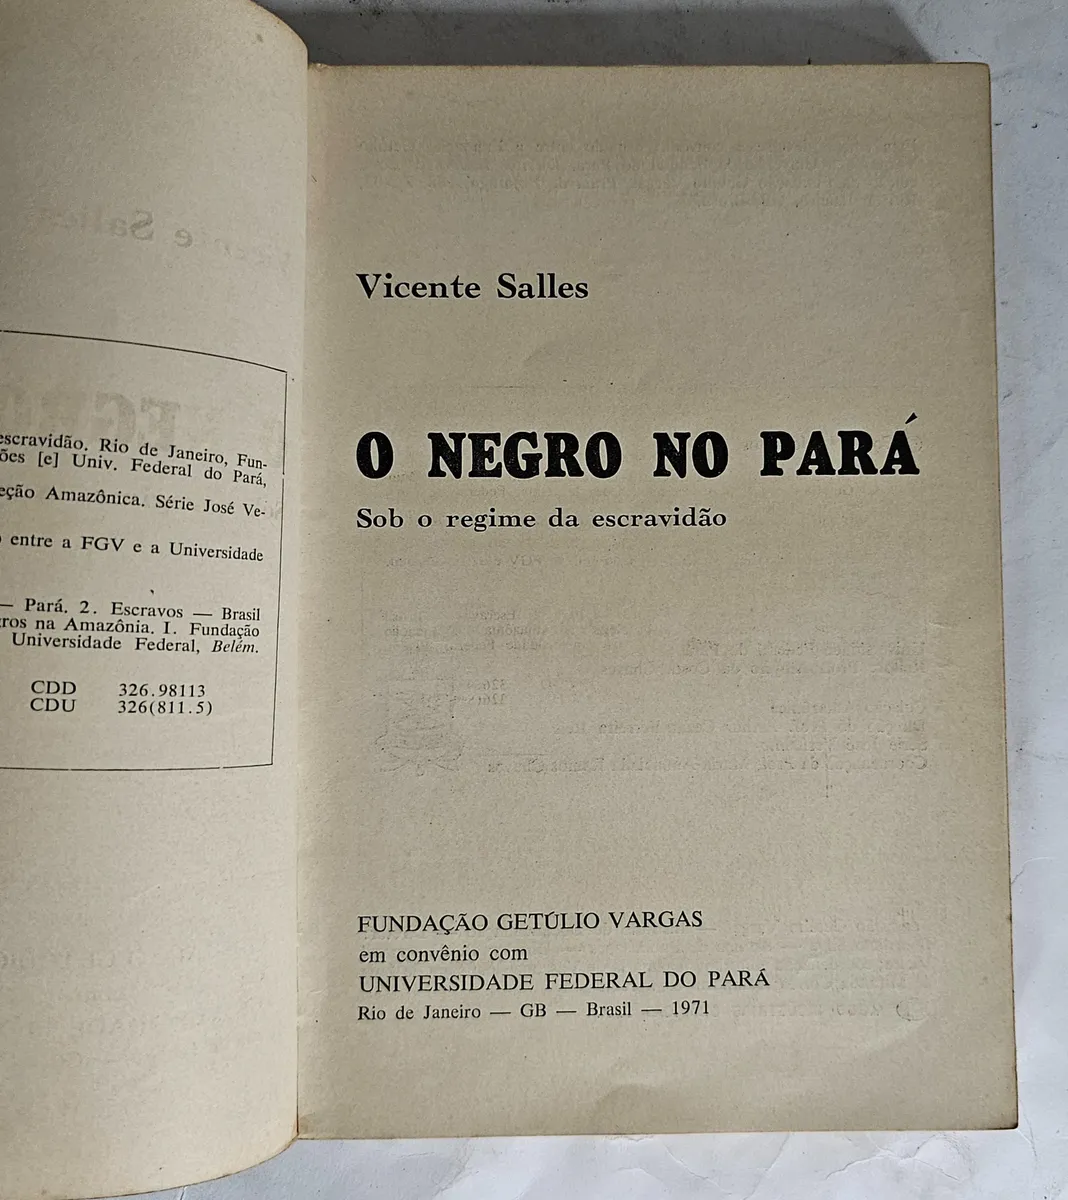 escravidão. Rio de Janeiro, Fun-
ões [e] Univ. Federal do Pará,
eção Amazônica. Série José Ve-
entre a FGV e a Universidade
— Pará. 2. Escravos — Brasil
ros na Amazônia. I. Fundação
Universidade Federal, Belém.
CDD 326.98113
CDU 326(811.5)
Vicente Salles
O NEGRO NO PARÁ
Sob o regime da escravidão
FUNDAÇÃO GETÚLIO VARGAS
em convênio com
UNIVERSIDADE FEDERAL DO PARÁ
Rio de Janeiro — GB — Brasil — 1971